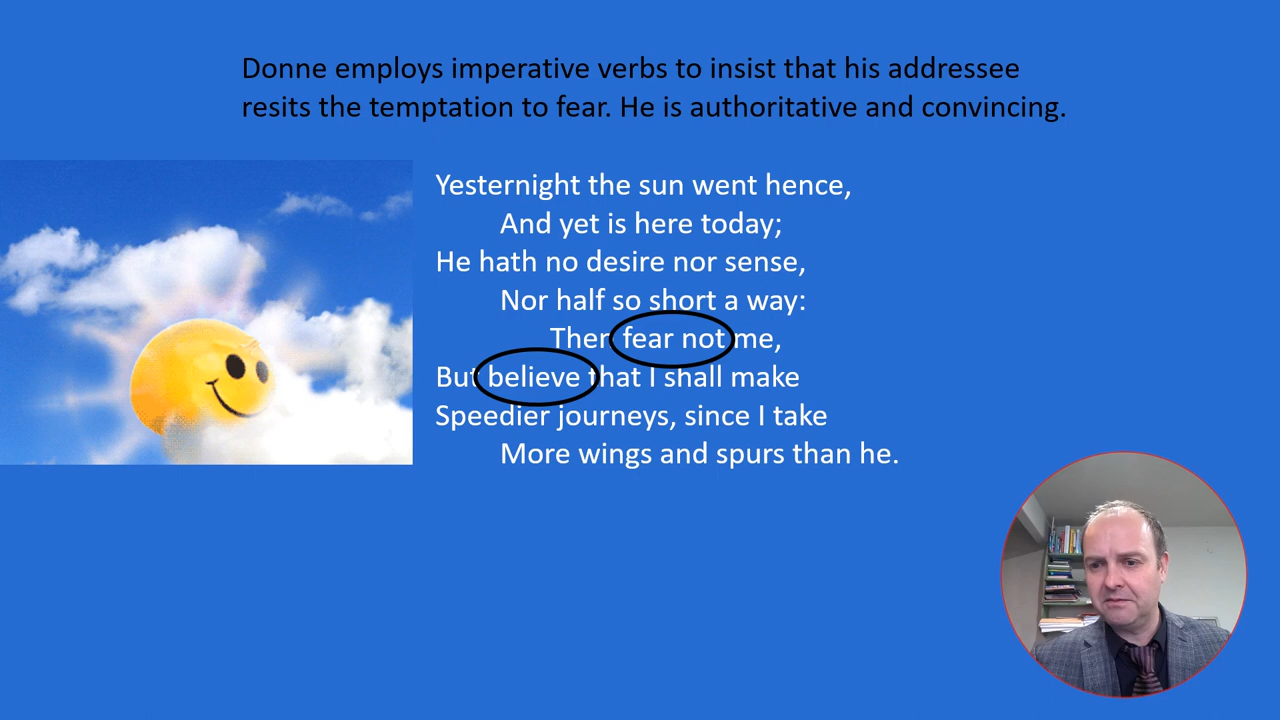 Donne employs imperative verbs to insist that his addressee
resits the temptation to fear. He is authoritative and convincing.
Yesternight the sun went hence,
And yet is here today;
He hath no desire nor sense,
Nor half so short a way:
Then fear not me,
But believe that I shall make
Speedier journeys, since I take
More wings and spurs than he.